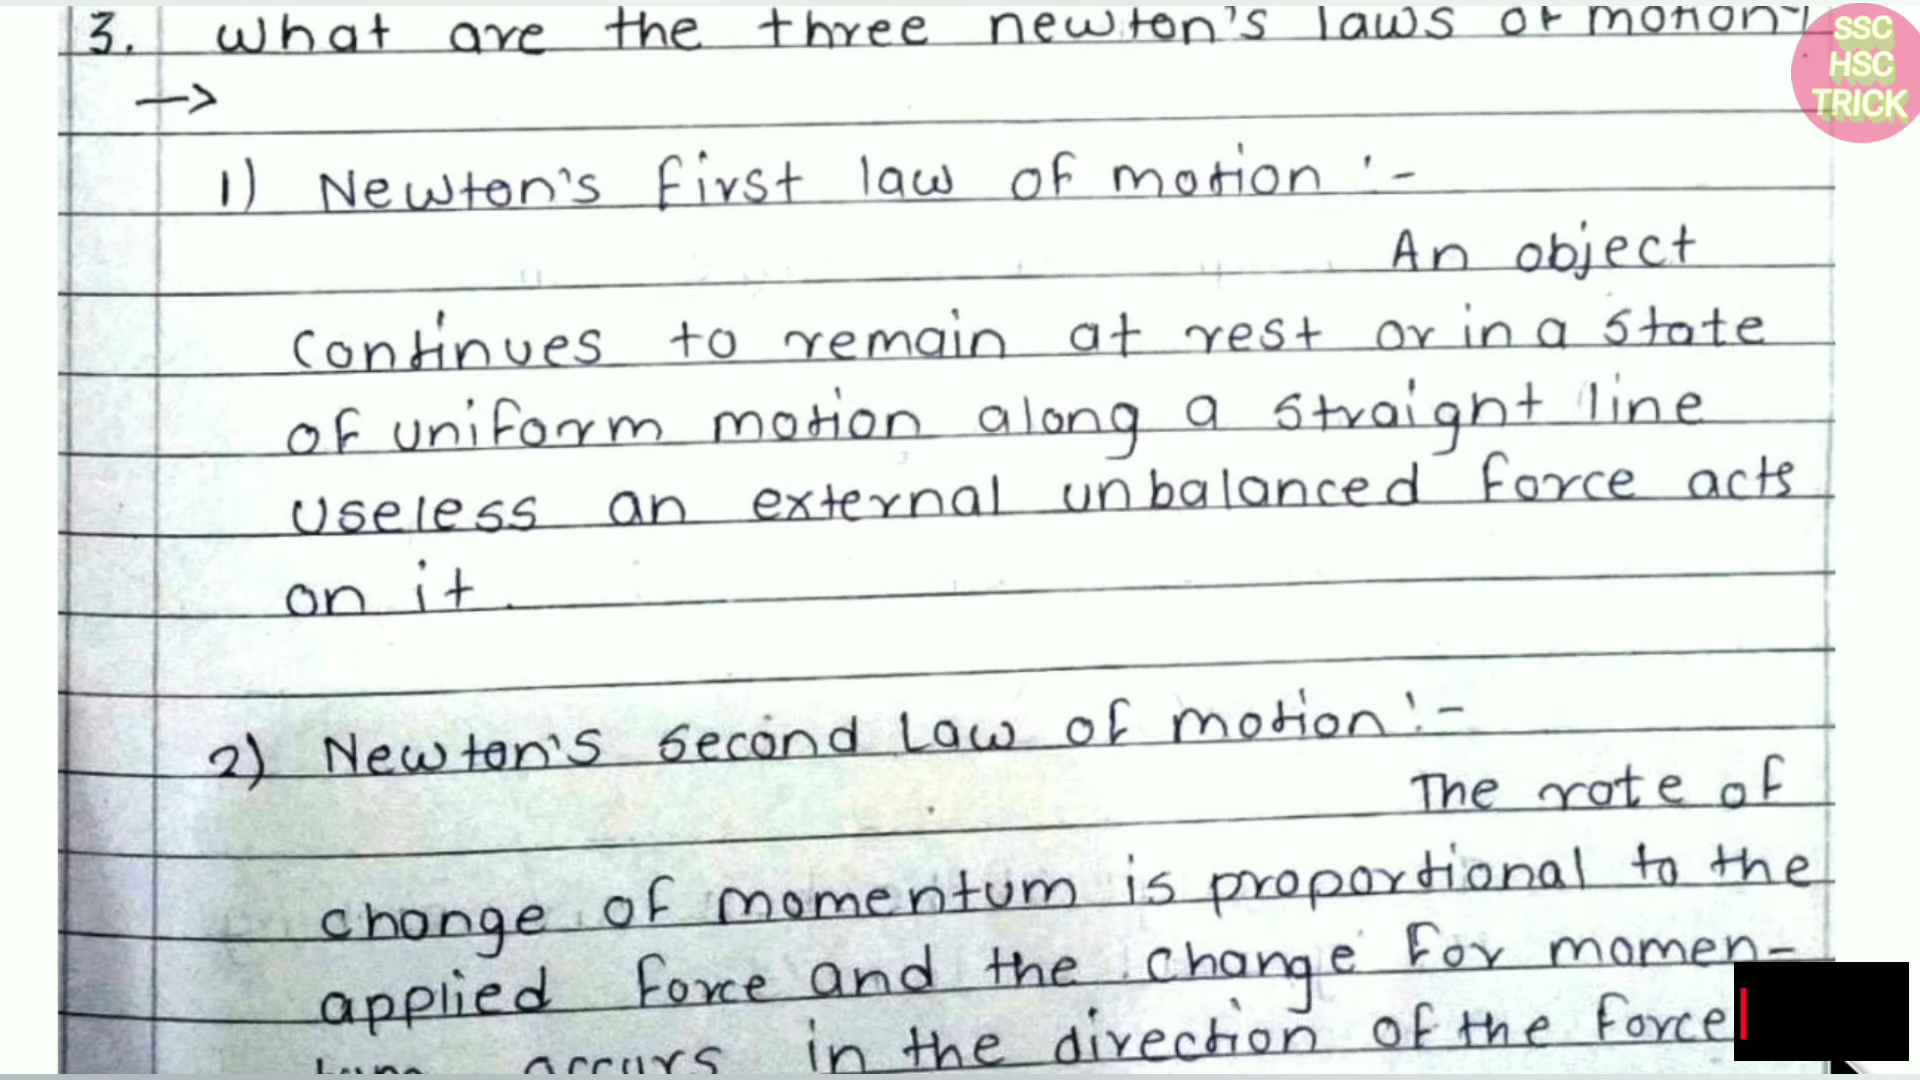 3. what are the three newton's laws of motion?
SSC
HSC
TRICK
→
1) Newton's first law of motion :-
An object
continues to remain at rest or in a state
of uniform motion along a straight line
useless an external unbalanced force acts
on it.
2) Newton's second Law of motion :-
The rate of
change of momentum is proportional to the
applied force and the change for momen-
tum occurs in the direction of the force